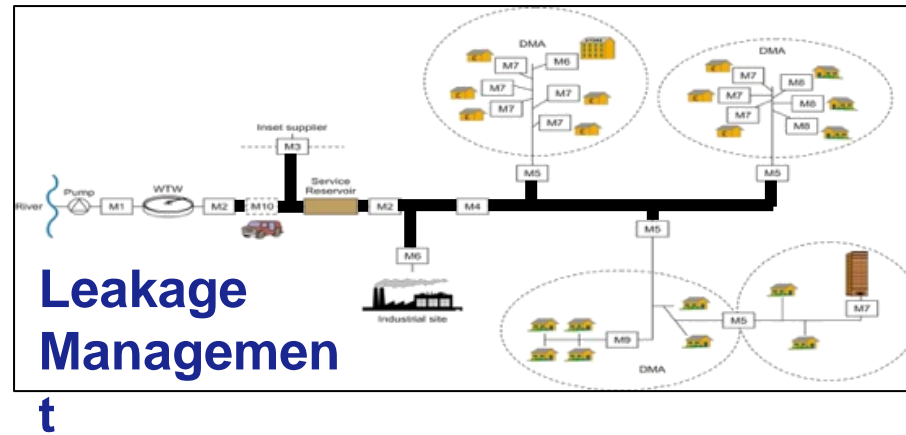 DMA
STORE
M7
M6
M7
M7
M7
M7
DMA
M7
M8
M7
M8
M7
M8
Inset supplier
M3
M5
M5
Service
Reservoir
WTW
Pump
River
M1
M2
M10
M2
M4
M5
M6
Industrial site
M5
M7
M9
DMA
Leakage
Managemen
t